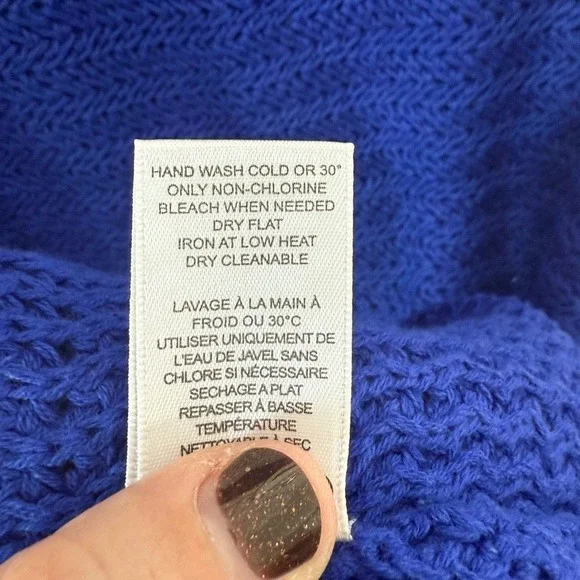 HAND WASH COLD OR 30°
ONLY NON-CHLORINE
BLEACH WHEN NEEDED
DRY FLAT
IRON AT LOW HEAT
DRY CLEANABLE
LAVAGE À LA MAIN À
FROID OU 30°C
UTILISER UNIQUEMENT DE
L'EAU DE JAVEL SANS
CHLORE SI NÉCESSAIRE
SECHAGE A PLAT
REPASSER À BASSE
TEMPÉRATURE
NETTOYABLE À SEC